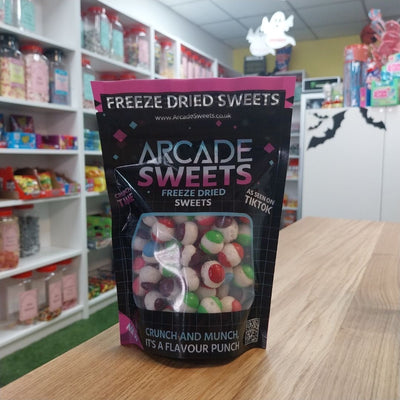 FREEZE DRIED SWEETS
www.ArcadeSweets.co.uk
ARCADE
SWEETS
FREEZE DRIED
SWEETS
TIME
AS SEEN ON
TIKTOK
CRUNCH AND MUNCH,
IT'S A FLAVOUR PUNCH